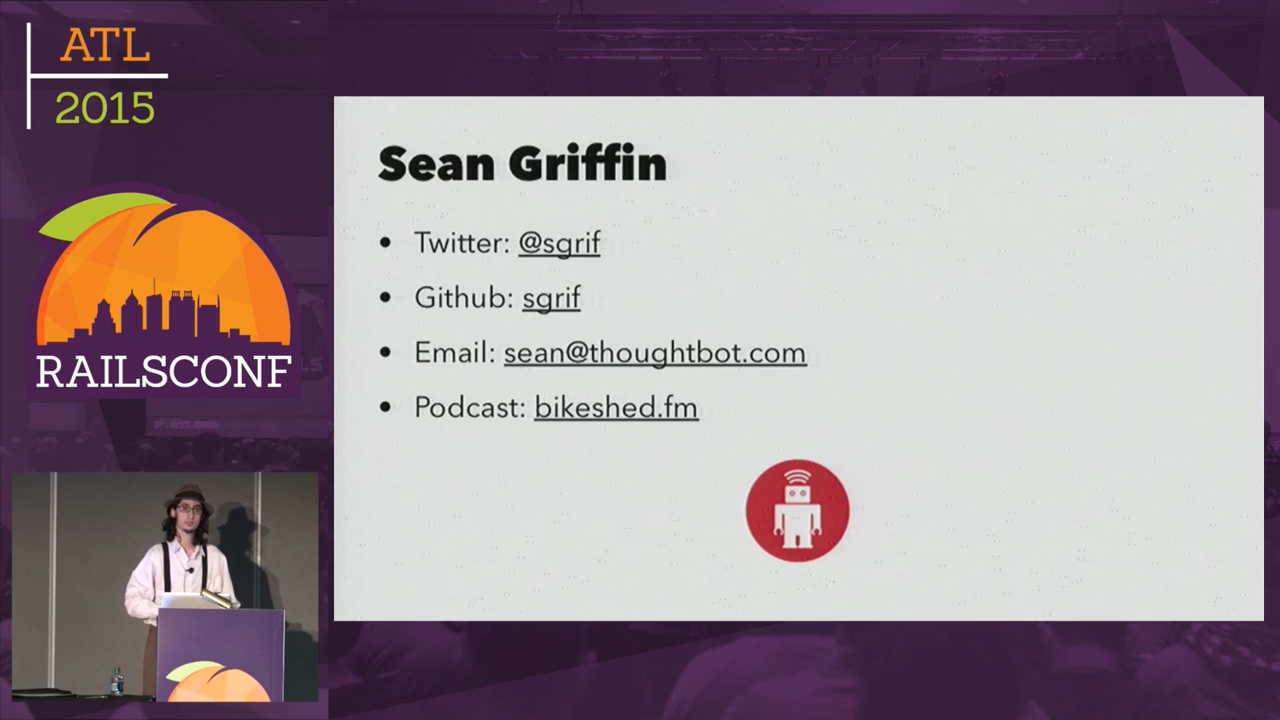 ATL
2015
RAILSCONF
Sean Griffin
• Twitter: @sgrif
• Github: sgrif
• Email: sean@thoughtbot.com
• Podcast: bikeshed.fm